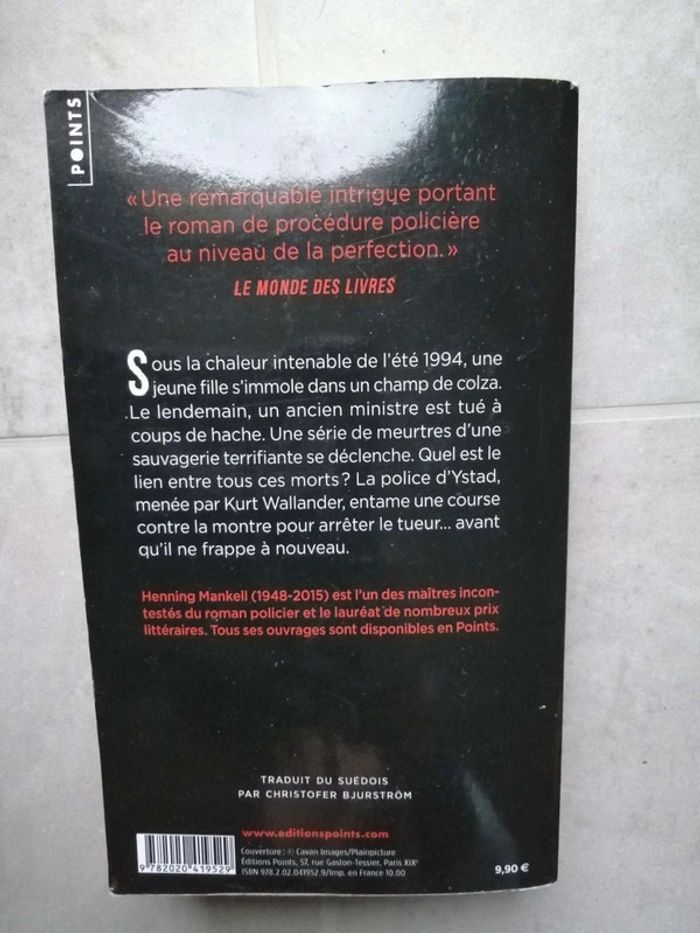 POINTS
« Une remarquable intrigue portant
le roman de procédure policière
au niveau de la perfection. »
LE MONDE DES LIVRES
Sous la chaleur intenable de l'été 1994, une
jeune fille s'immole dans un champ de colza.
Le lendemain, un ancien ministre est tué à
coups de hache. Une série de meurtres d'une
sauvagerie terrifiante se déclenche. Quel est le
lien entre tous ces morts ? La police d'Ystad,
menée par Kurt Wallander, entame une course
contre la montre pour arrêter le tueur... avant
qu'il ne frappe à nouveau.
Henning Mankell (1948-2015) est l'un des maîtres incon-
testés du roman policier et le lauréat de nombreux prix
littéraires. Tous ses ouvrages sont disponibles en Points.
TRADUIT DU SUÉDOIS
PAR CHRISTOFER BJURSTRÖM
www.editionspoints.com
Couverture : © Cavan Images/Plainpicture
Éditions Points, 57, rue Gaston-Tessier, Paris XIXe
ISBN 978.2.02.041952.9/Imp. en France 10.00
9 782020 419529
9,90 €